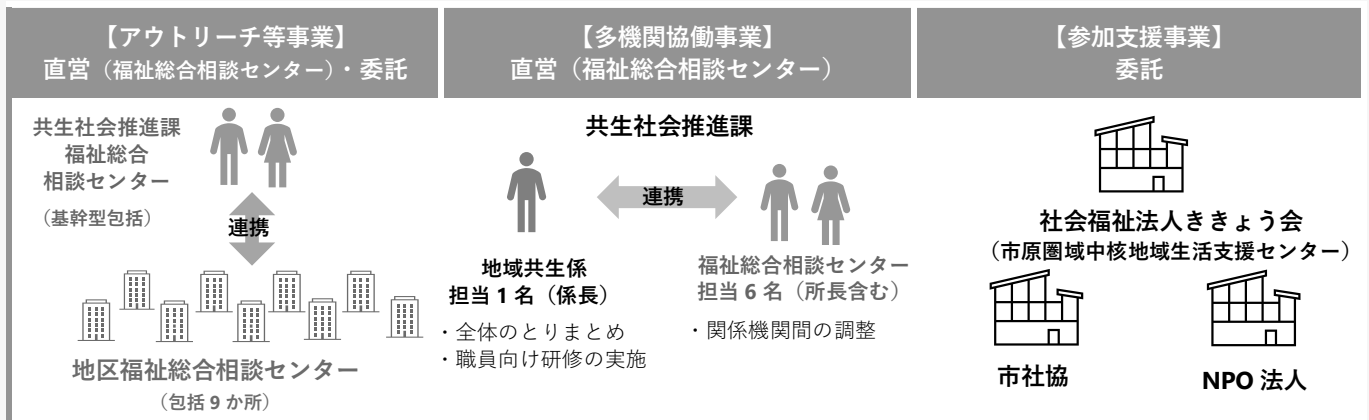 【アウトリーチ等事業】
直営（福祉総合相談センター）・委託
共生社会推進課
福祉総合
相談センター
（基幹型包括）
連携
地区福祉総合相談センター
（包括 9 か所）
【多機関協働事業】
直営（福祉総合相談センター）
共生社会推進課
連携
地域共生係
担当 1 名（係長）
・全体のとりまとめ
・職員向け研修の実施
福祉総合相談センター
担当 6 名（所長含む）
・関係機関間の調整
【参加支援事業】
委託
社会福祉法人ききょう会
（市原圏域中核地域生活支援センター）
市社協
NPO 法人